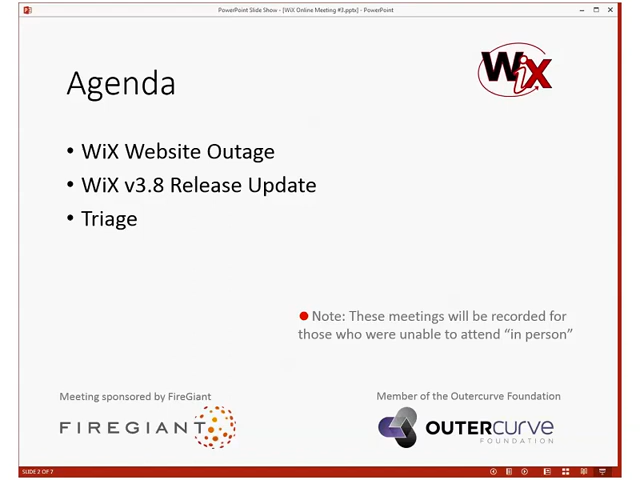 PowerPoint Slide Show - [WiX Online Meeting #3.pptx] - PowerPoint
WiX
Agenda
• WiX Website Outage
• WiX v3.8 Release Update
• Triage
Note: These meetings will be recorded for
those who were unable to attend “in person”
Meeting sponsored by FireGiant
FIREGIANT
Member of the Outercurve Foundation
OUTERCURVE
FOUNDATION
SLIDE 2 OF 7